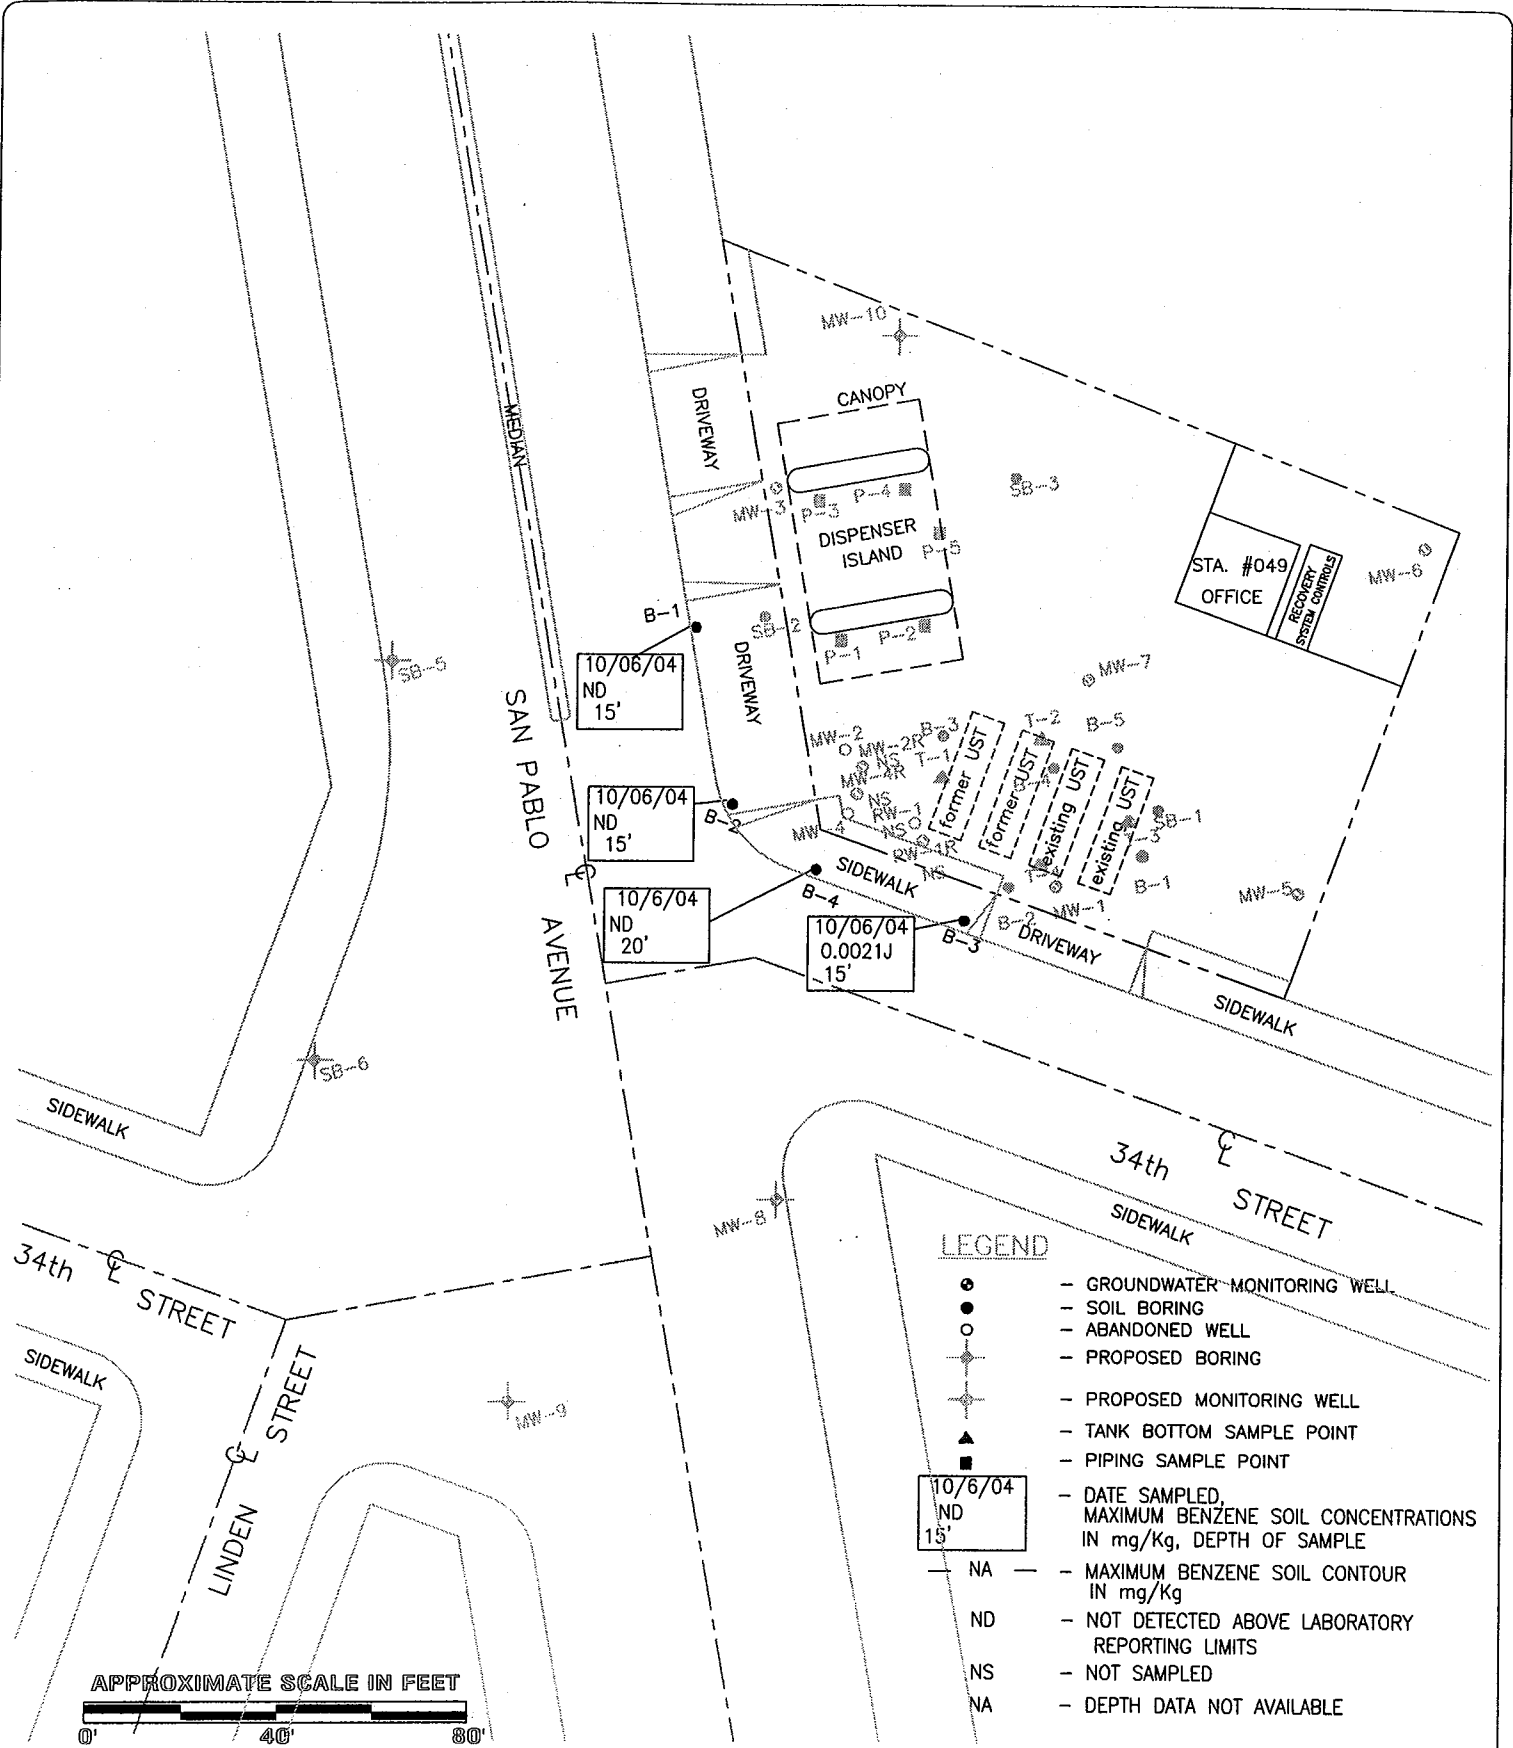 MW-10
CANOPY
DRIVEWAY
MEDIAN
MW-3
P-3
P-4
SB-3
DISPENSER
ISLAND
P-5
STA. #049
OFFICE
RECOVERY
SYSTEM CONTROLS
MW-6
B-1
SB-2
P-1
P-2
DRIVEWAY
SB-5
10/06/04
ND
15'
MW-7
SAN PABLO
AVENUE
MW-2
MW-2R
NS
B-3
T-1
T-2
B-5
former UST
former UST
existing UST
existing UST
B-4
MW-4R
NS
RW-1
NS
MW-4
RW-1R
NS
SB-1
B-1
MW-5
10/06/04
ND
15'
B-2
SIDEWALK
B-4
10/6/04
ND
20'
10/06/04
0.0021J
15'
B-3
B-2
MW-1
DRIVEWAY
SIDEWALK
SB-6
SIDEWALK
34th
STREET
SIDEWALK
MW-8
34th
STREET
SIDEWALK
LINDEN
STREET
MW-9
LEGEND
- GROUNDWATER MONITORING WELL
- SOIL BORING
- ABANDONED WELL
- PROPOSED BORING
- PROPOSED MONITORING WELL
- TANK BOTTOM SAMPLE POINT
- PIPING SAMPLE POINT
10/6/04
ND
15'
- DATE SAMPLED,
MAXIMUM BENZENE SOIL CONCENTRATIONS
IN mg/Kg, DEPTH OF SAMPLE
— NA — - MAXIMUM BENZENE SOIL CONTOUR
IN mg/Kg
ND - NOT DETECTED ABOVE LABORATORY
REPORTING LIMITS
NS - NOT SAMPLED
NA - DEPTH DATA NOT AVAILABLE
APPROXIMATE SCALE IN FEET
0' 40' 80'